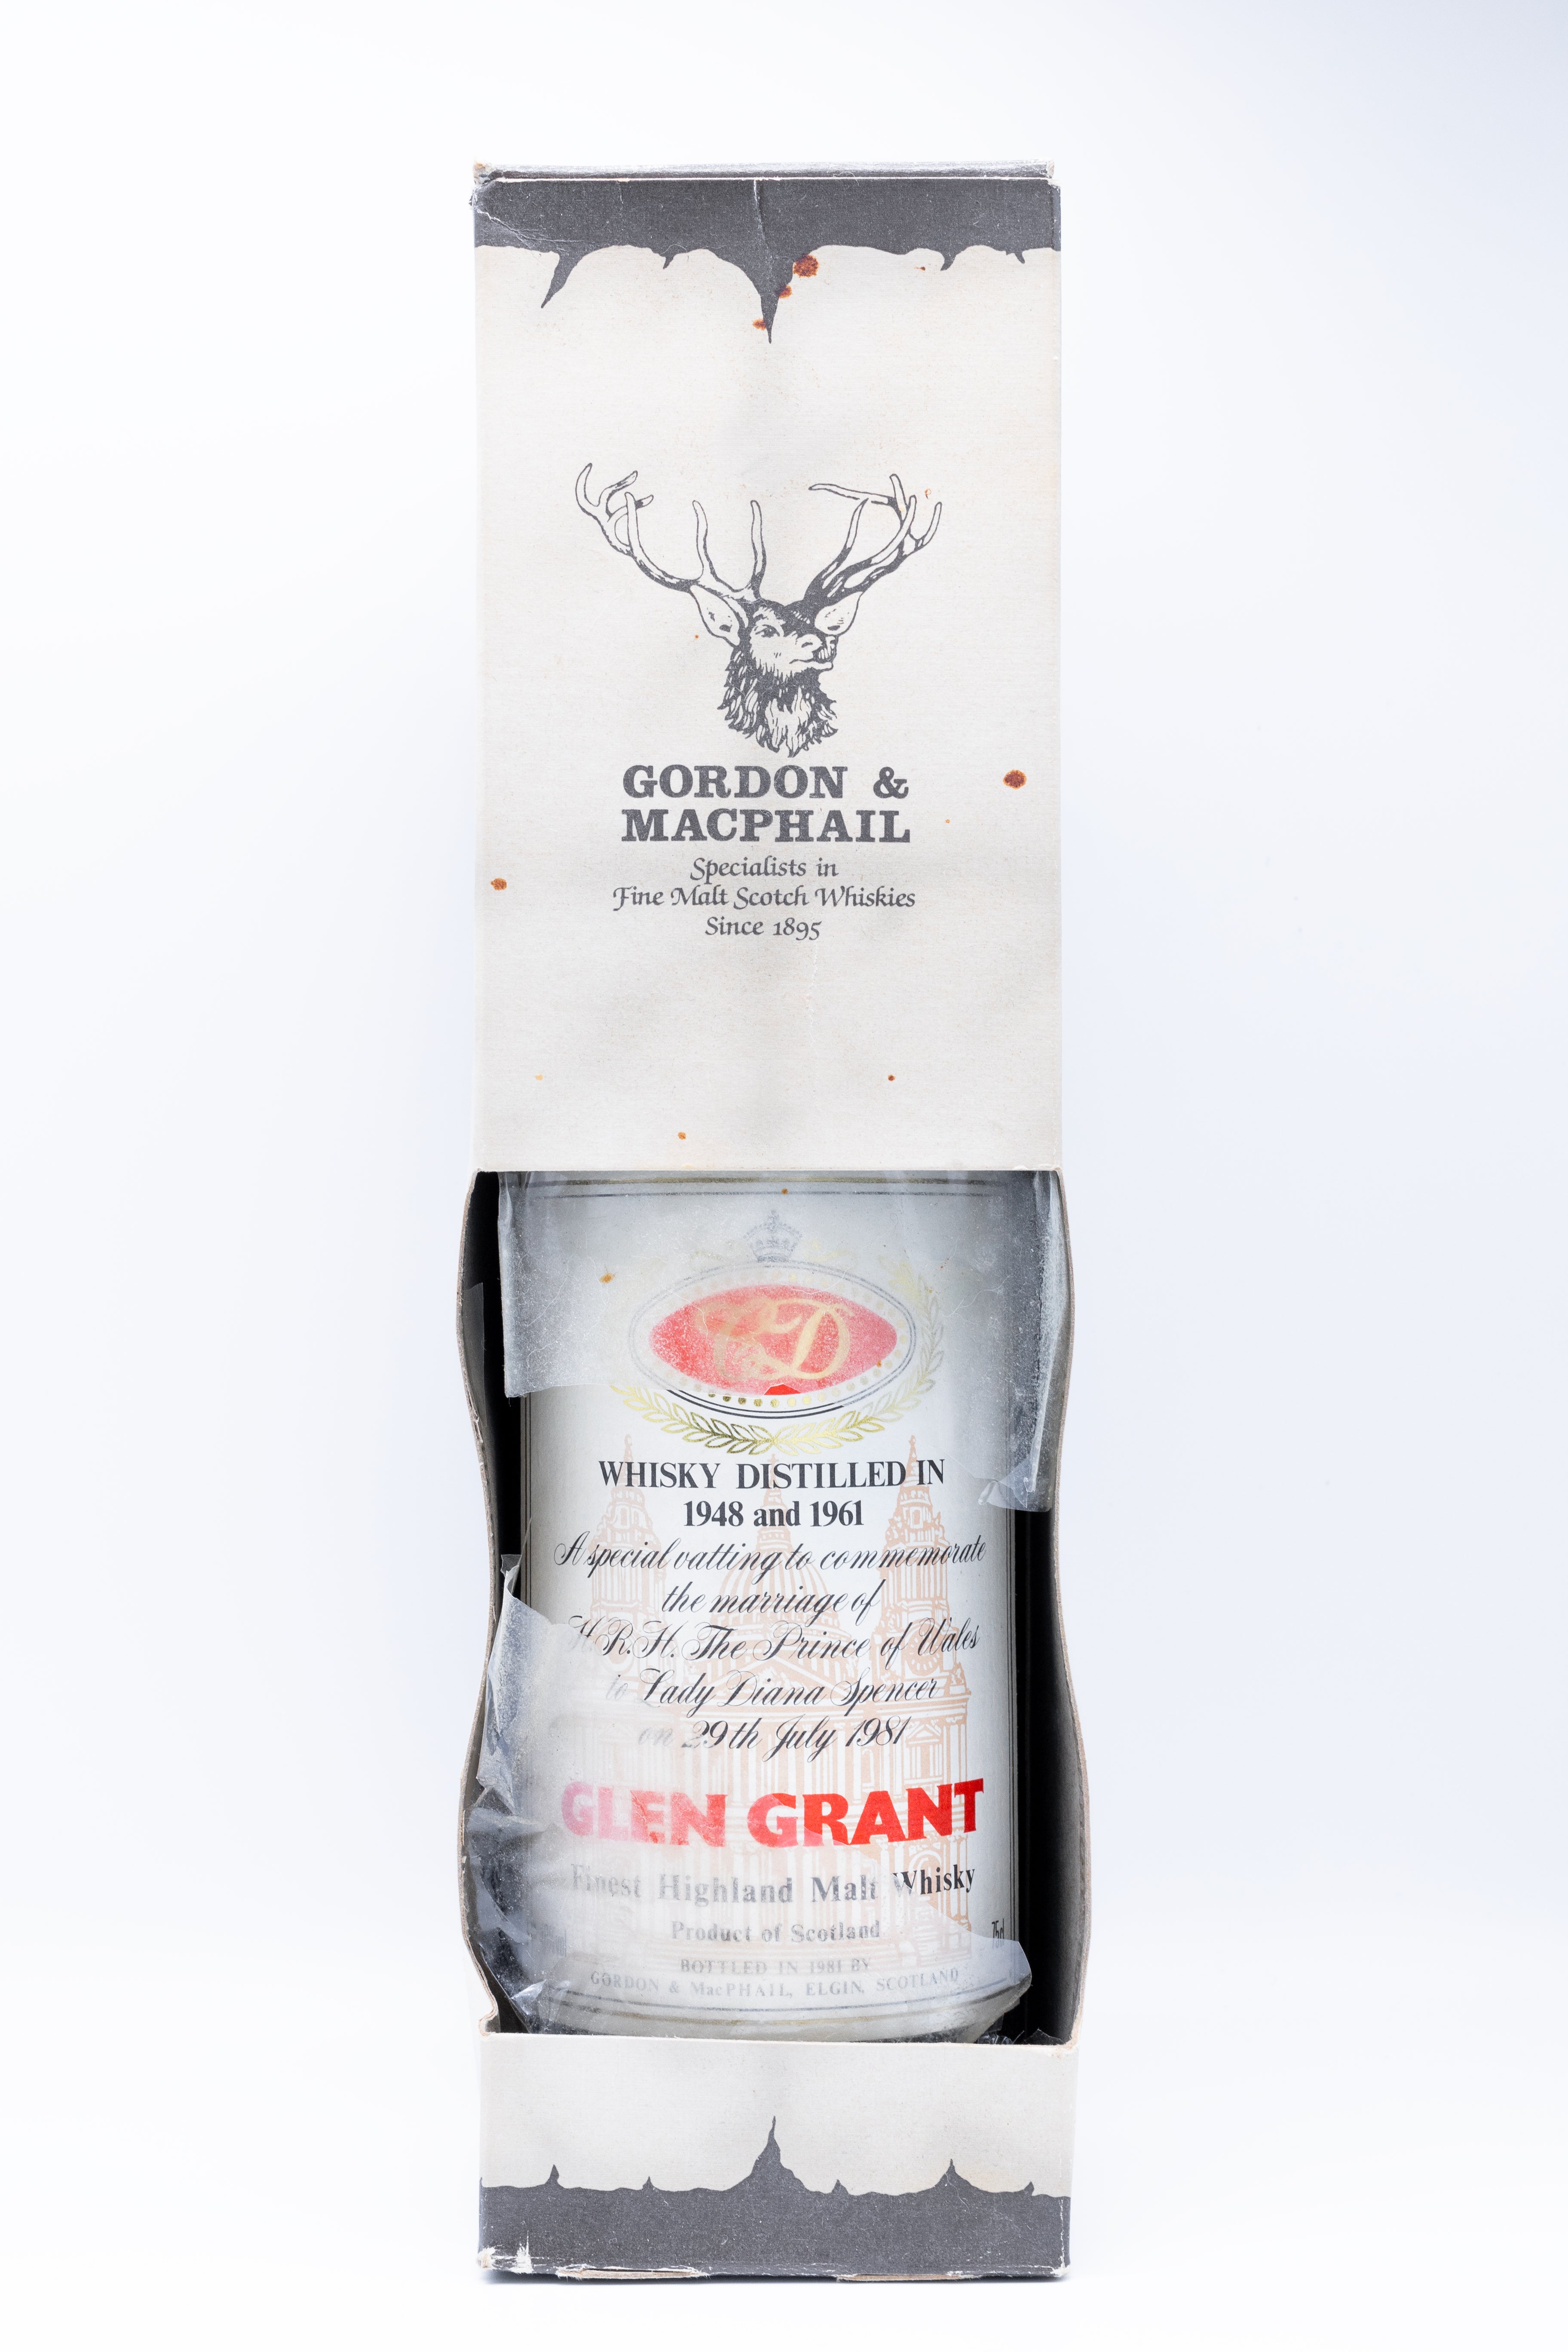 GORDON &
MACPHAIL
Specialists in
Fine Malt Scotch Whiskies
Since 1895
CD
WHISKY DISTILLED IN
1948 and 1961
A special vatting to commemorate
the marriage of
H.R.H. The Prince of Wales
to Lady Diana Spencer
on 29th July 1981
GLEN GRANT
Finest Highland Malt Whisky
Product of Scotland
75cl
BOTTLED IN 1981 BY
GORDON & MacPHAIL, ELGIN, SCOTLAND